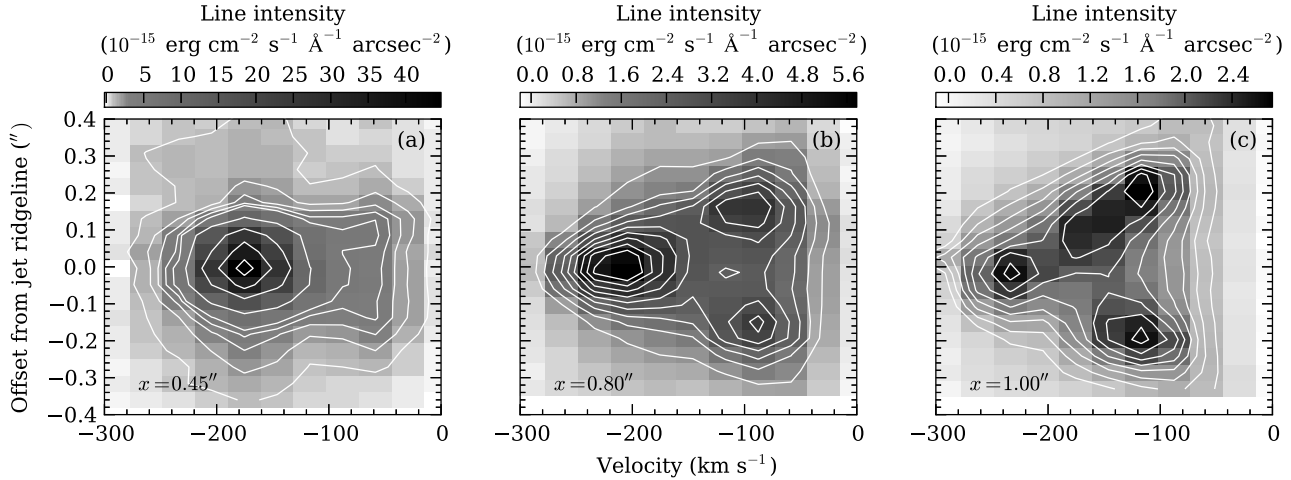 Line intensity
(10⁻¹⁵ erg cm⁻² s⁻¹ Å⁻¹ arcsec⁻²)
0 5 10 15 20 25 30 35 40
Line intensity
(10⁻¹⁵ erg cm⁻² s⁻¹ Å⁻¹ arcsec⁻²)
0.0 0.8 1.6 2.4 3.2 4.0 4.8 5.6
Line intensity
(10⁻¹⁵ erg cm⁻² s⁻¹ Å⁻¹ arcsec⁻²)
0.0 0.4 0.8 1.2 1.6 2.0 2.4
Offset from jet ridgeline (″)
0.4
0.3
0.2
0.1
0.0
−0.1
−0.2
−0.3
−0.4
(a)
x=0.45″
−300 −200 −100 0
(b)
x=0.80″
−300 −200 −100 0
(c)
x=1.00″
−300 −200 −100 0
Velocity (km s⁻¹)